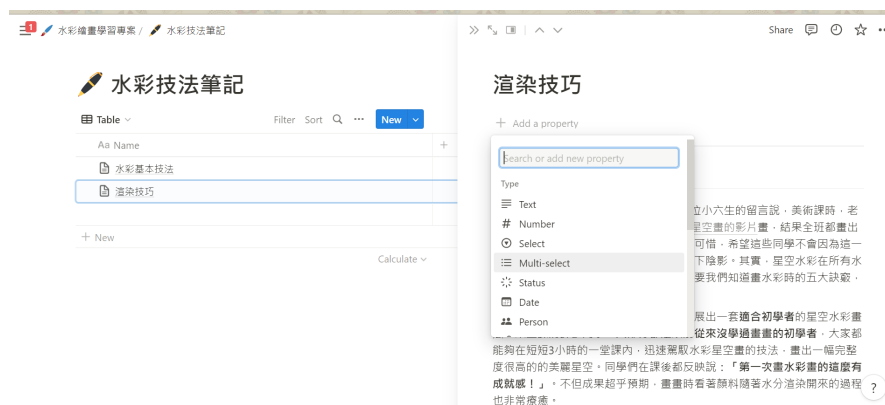 1
水彩繪畫學習專案 / 水彩技法筆記
水彩技法筆記
Table
Filter Sort New
Aa Name
水彩基本技法
渲染技巧
+ New
Calculate
Share
渲染技巧
+ Add a property
Search or add new property
Type
Text
# Number
Select
Multi-select
Status
Date
Person
位小六生的留言說，美術課時，老
星空畫的影片畫，結果全班都畫出
可惜，希望這些同學不會因為這一
下陰影。其實，星空水彩在所有水
要我們知道畫水彩時的五大訣竅，
展出一套適合初學者的星空水彩畫
從來沒學過畫畫的初學者，大家都
能夠在短短3小時的一堂課內，迅速駕馭水彩星空畫的技法，畫出一幅完整
度很高的的美麗星空。同學們在課後都反映說：「第一次畫水彩畫的這麼有
成就感！」。不但成果超乎預期，畫畫時看著顏料隨著水分渲染開來的過程
也非常療癒。
?